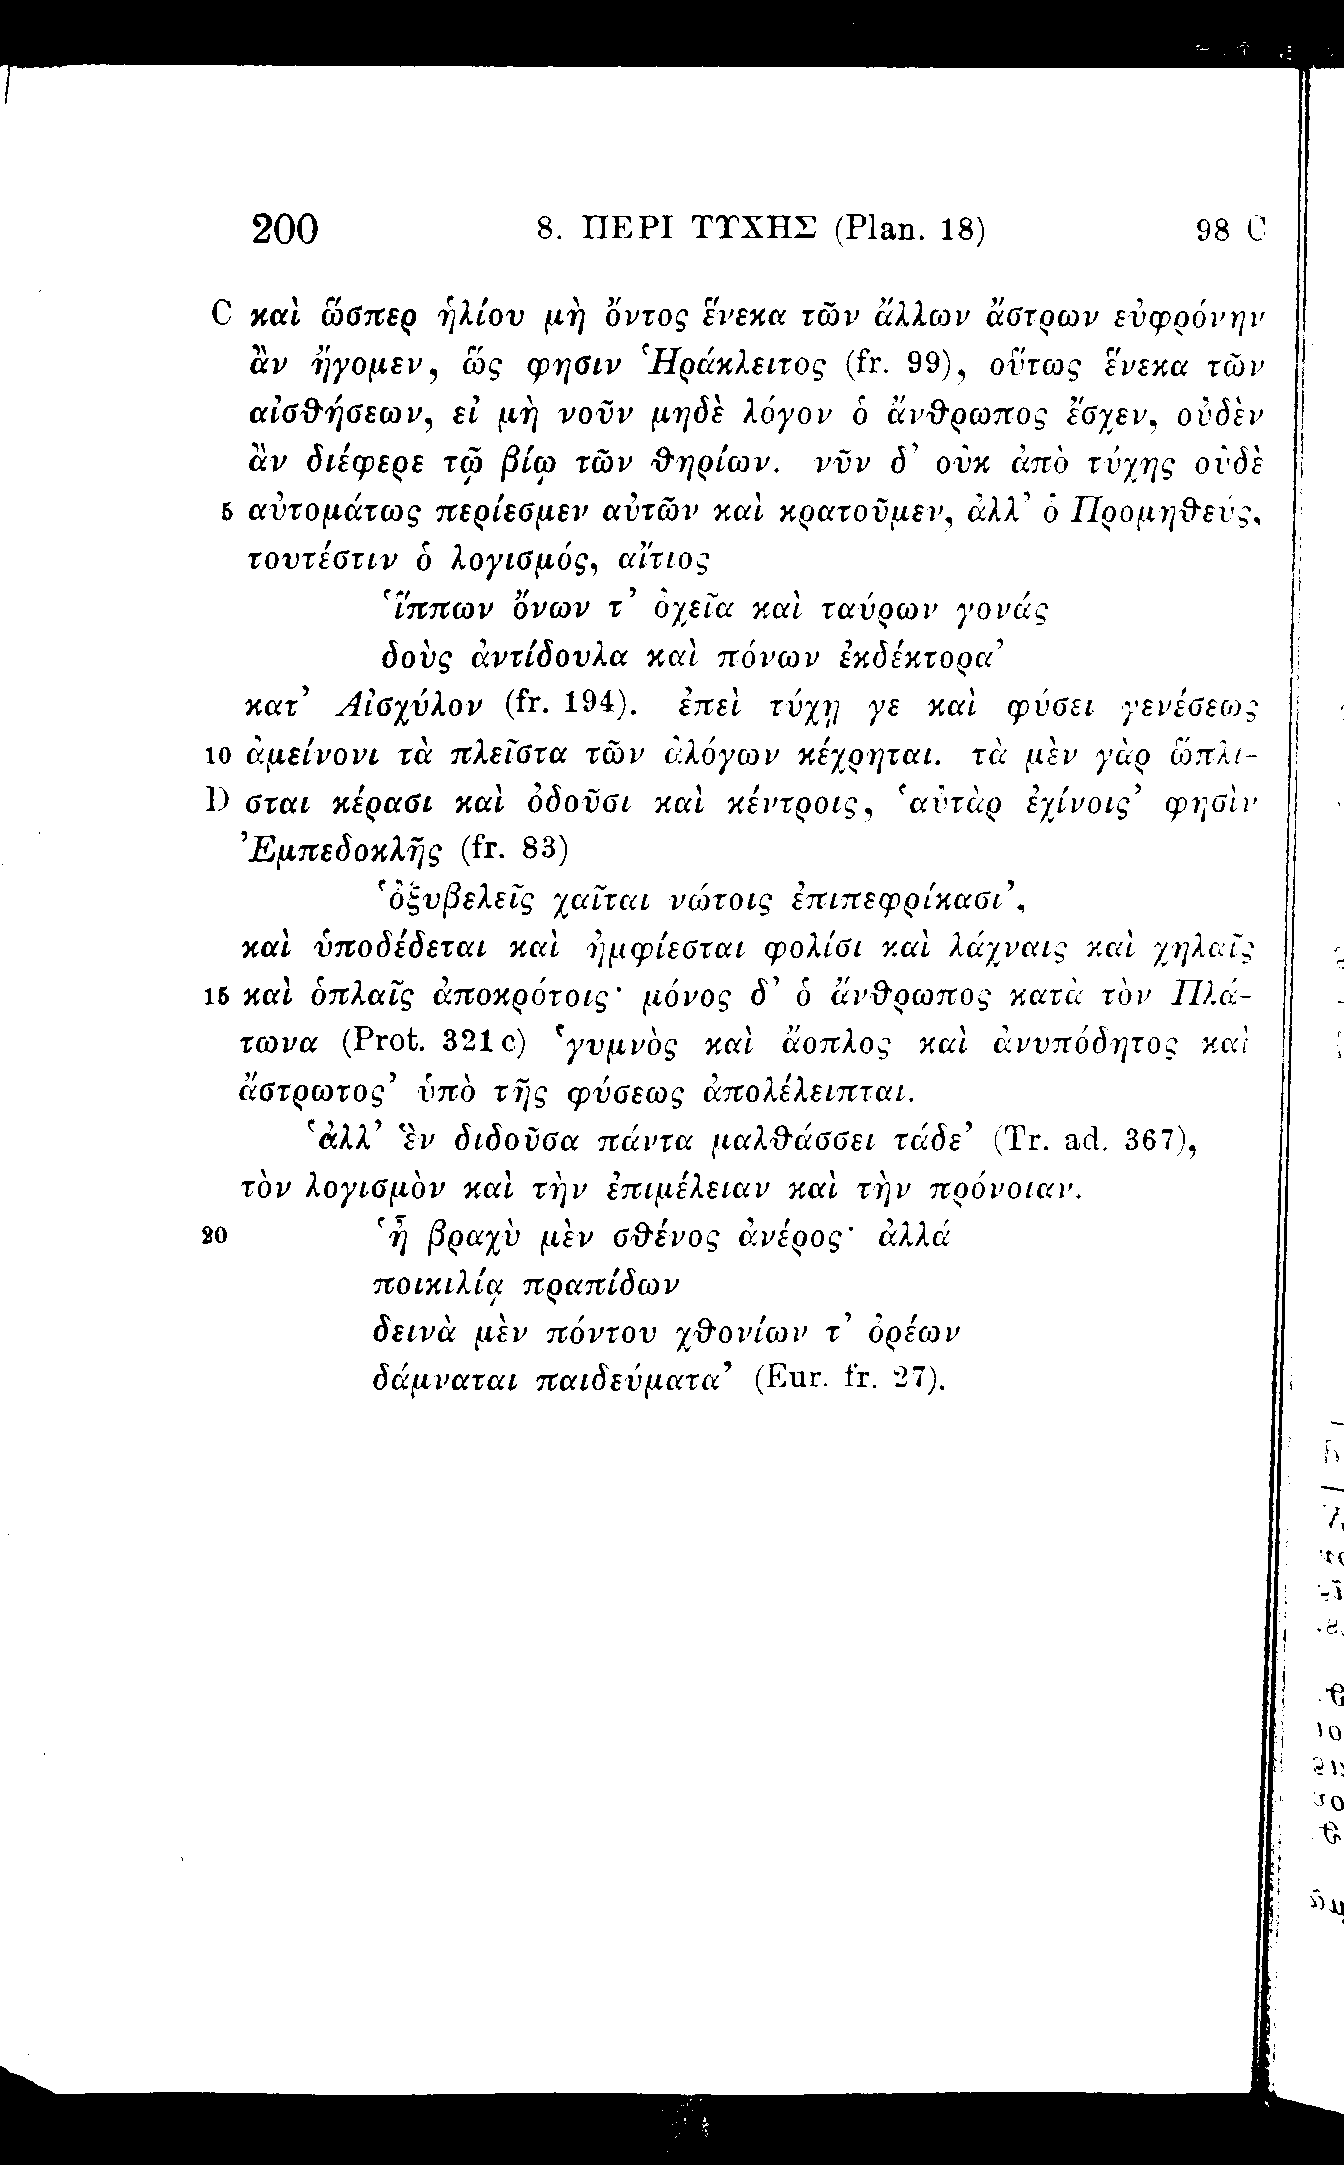 200 8. ΠΕΡΙ ΤΥΧΗΣ (Plan. 18) 98 C
C καὶ ὥσπερ ἡλίου μὴ ὄντος ἕνεκα τῶν ἄλλων ἄστρων εὐφρόνην
ἂν ἤγομεν, ὥς φησιν Ἡράκλειτος (fr. 99), οὕτως ἕνεκα τῶν
αἰσθήσεων, εἰ μὴ νοῦν μηδὲ λόγον ὁ ἄνθρωπος ἔσχεν, οὐδὲν
ἂν διέφερε τῷ βίῳ τῶν θηρίων. νῦν δ’ οὐκ ἀπὸ τύχης οὐδὲ
5 αὐτομάτως περίεσμεν αὐτῶν καὶ κρατοῦμεν, ἀλλ’ ὁ Προμηθεύς,
τουτέστιν ὁ λογισμός, αἴτιος
‘ἵππων ὄνων τ’ ὀχεῖα καὶ ταύρων γονάς
δοὺς ἀντίδουλα καὶ πόνων ἐκδέκτορα’
κατ’ Αἰσχύλον (fr. 194). ἐπεὶ τύχῃ γε καὶ φύσει γενέσεως
10 ἀμείνονι τὰ πλεῖστα τῶν ἀλόγων κέχρηται. τὰ μὲν γὰρ ὥπλι-
D σται κέρασι καὶ ὀδοῦσι καὶ κέντροις, ‘αὐτὰρ ἐχίνοις’ φησὶν
Ἐμπεδοκλῆς (fr. 83)
‘ὀξυβελεῖς χαῖται νώτοις ἐπιπεφρίκασι’,
καὶ ὑποδέδεται καὶ ἠμφίεσται φολίσι καὶ λάχναις καὶ χηλαῖς
15 καὶ ὁπλαῖς ἀποκρότοις· μόνος δ’ ὁ ἄνθρωπος κατὰ τὸν Πλά-
τωνα (Prot. 321 c) ‘γυμνὸς καὶ ἄοπλος καὶ ἀνυπόδητος καὶ
ἄστρωτος’ ὑπὸ τῆς φύσεως ἀπολέλειπται.
‘ἀλλ’ ἓν διδοῦσα πάντα μαλθάσσει τάδε’ (Tr. ad. 367),
τὸν λογισμὸν καὶ τὴν ἐπιμέλειαν καὶ τὴν πρόνοιαν.
20 ‘ἦ βραχὺ μὲν σθένος ἀνέρος· ἀλλά
ποικιλίᾳ πραπίδων
δεινὰ μὲν πόντου χθονίων τ’ ὀρέων
δάμναται παιδεύματα’ (Eur. fr. 27).